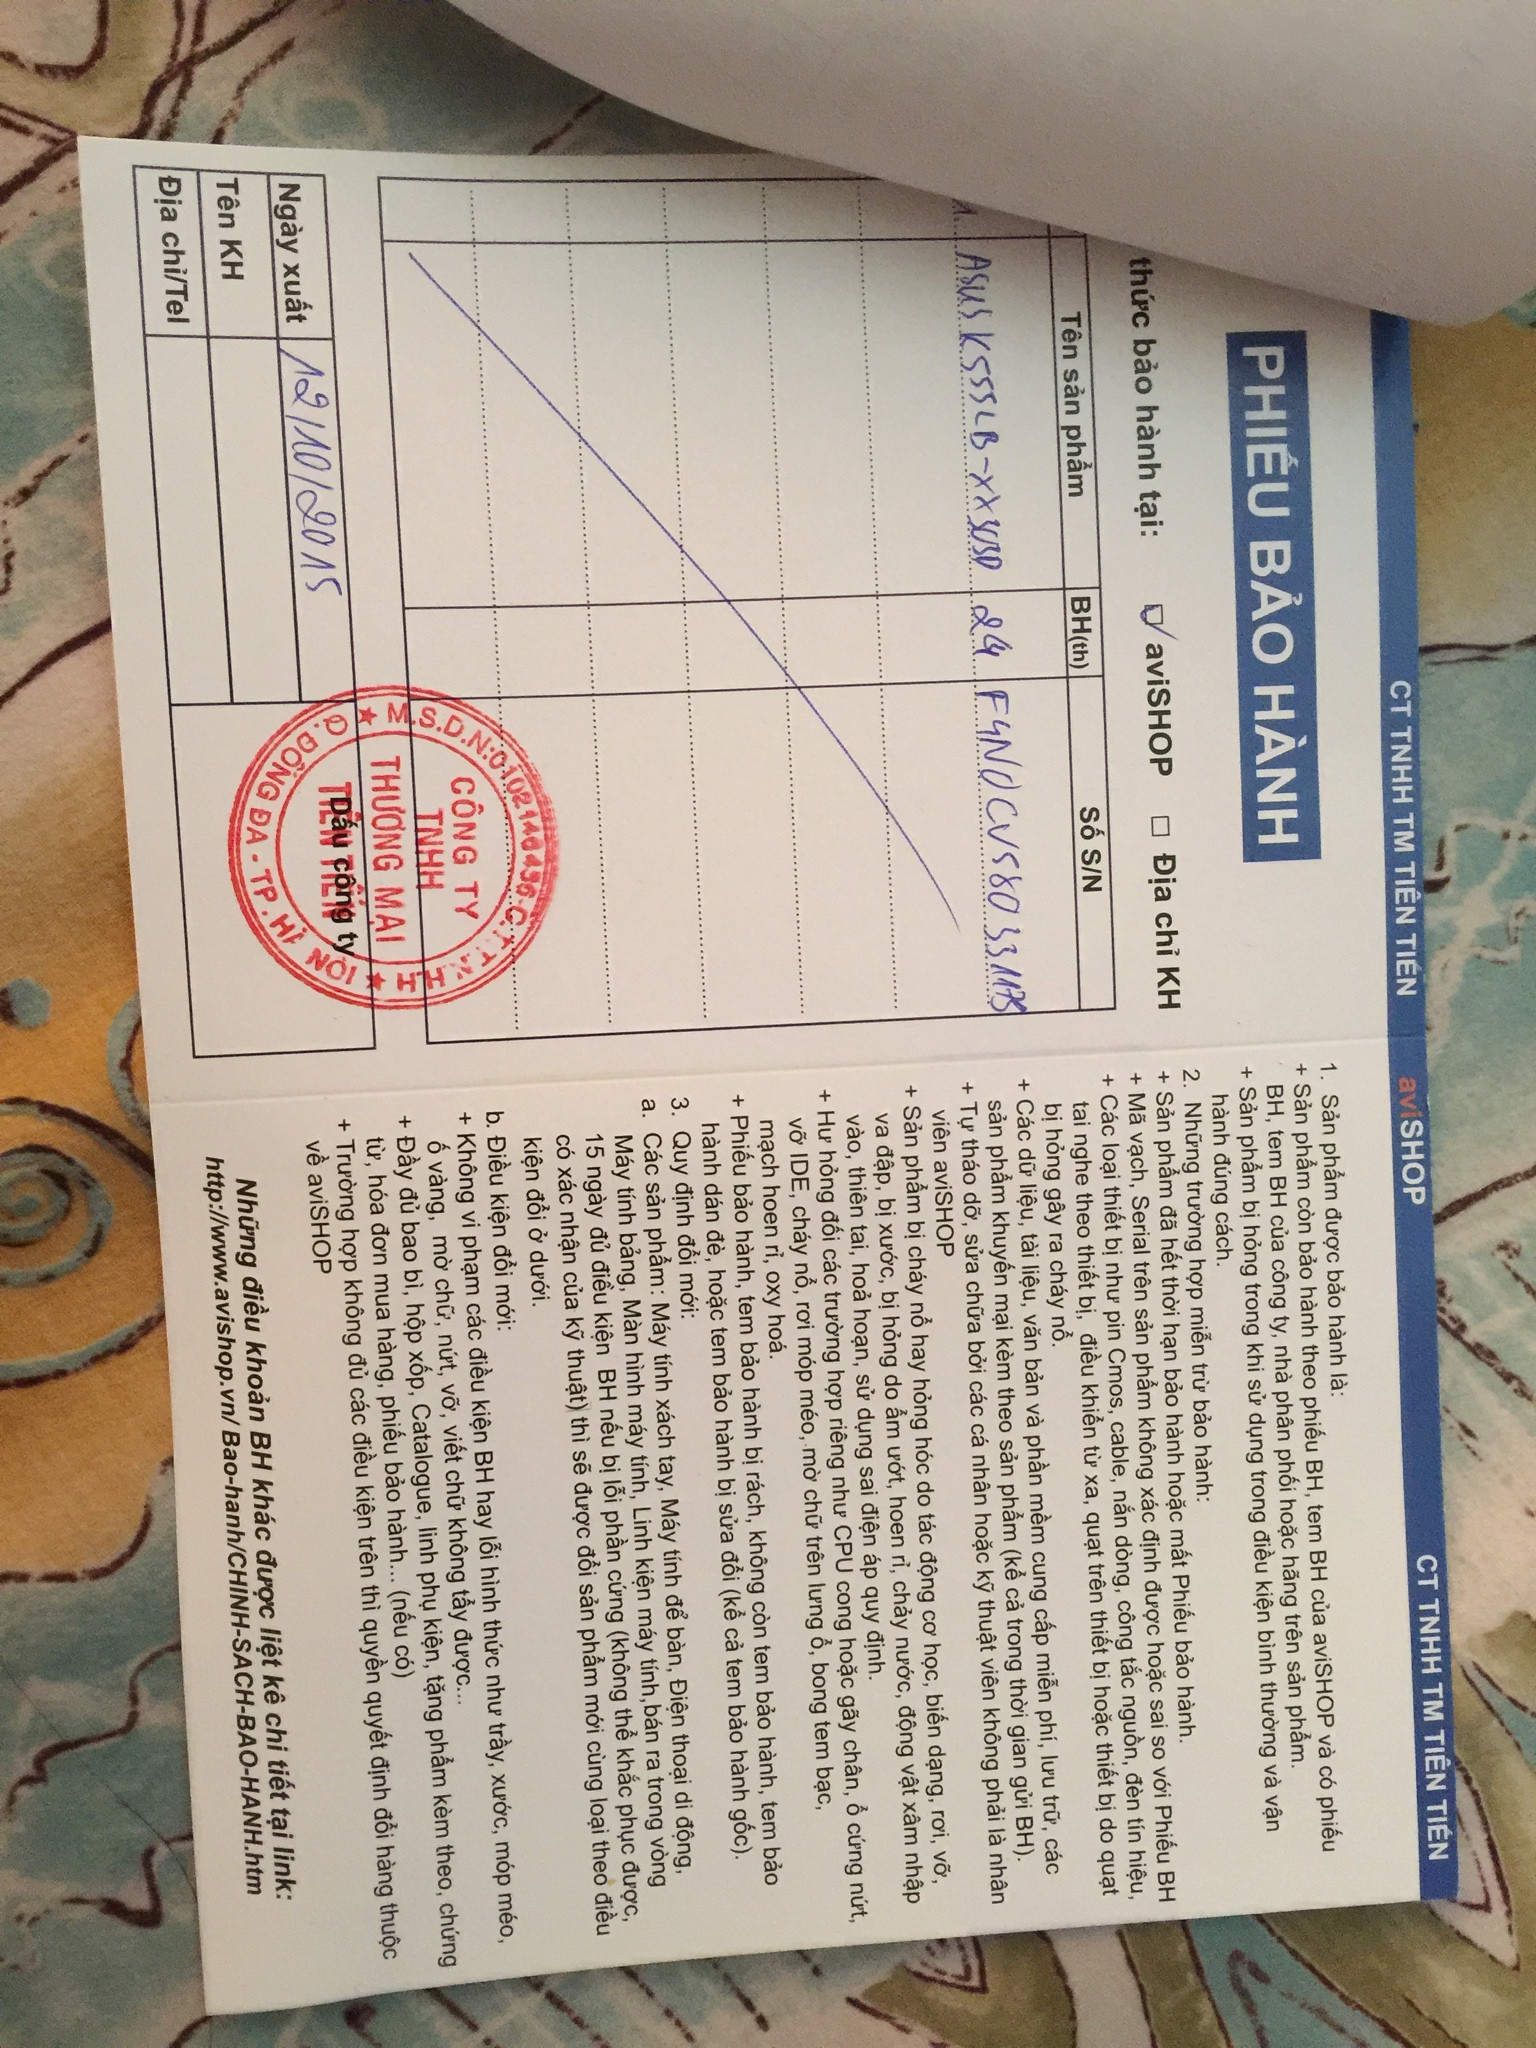 CT TNHH TM TIẾN TIẾN
PHIẾU BẢO HÀNH
thức bảo hành tại: aviSHOP Địa chỉ KH
Tên sản phẩm BH(th) Số S/N
1. 24
Ngày xuất 12/10/2015
Tên KH
Địa chỉ/Tel
Dấu công ty
M.S.D.N:0102146496-C.T.T.N.H.H
CÔNG TY
TNHH
THƯƠNG MẠI
TIẾN TIẾN
Q. ĐỐNG ĐA - TP. HÀ NỘI
aviSHOP CT TNHH TM TIẾN TIẾN
1. Sản phẩm được bảo hành là:
+ Sản phẩm còn bảo hành theo phiếu BH, tem BH của aviSHOP và có phiếu
BH, tem BH của công ty, nhà phân phối hoặc hãng trên sản phẩm.
+ Sản phẩm bị hỏng trong khi sử dụng trong điều kiện bình thường và vận
hành đúng cách.
2. Những trường hợp miễn trừ bảo hành:
+ Sản phẩm đã hết thời hạn bảo hành hoặc mất Phiếu bảo hành.
+ Mã vạch, Serial trên sản phẩm không xác định được hoặc sai so với Phiếu BH
+ Các loại thiết bị như pin Cmos, cable, nắn dòng, công tắc nguồn, đèn tín hiệu,
tai nghe theo thiết bị, điều khiển từ xa, quạt trên thiết bị hoặc thiết bị do quạt
bị hỏng gây ra cháy nổ.
+ Các dữ liệu, tài liệu, văn bản và phần mềm cung cấp miễn phí, lưu trữ, các
sản phẩm khuyến mại kèm theo sản phẩm (kể cả trong thời gian gửi BH).
+ Tự tháo dỡ, sửa chữa bởi các cá nhân hoặc kỹ thuật viên không phải là nhân
viên aviSHOP
+ Sản phẩm bị cháy nổ hay hỏng hóc do tác động cơ học, biến dạng, rơi, vỡ,
va đập, bị xước, bị hỏng do ẩm ướt, hoen rỉ, chảy nước, động vật xâm nhập
vào, thiên tai, hoả hoạn, sử dụng sai điện áp quy định.
+ Hư hỏng đối các trường hợp riêng như CPU cong hoặc gãy chân, ổ cứng nứt,
vỡ IDE, cháy nổ, rơi móp méo, mờ chữ trên lưng ổ, bong tem bạc,
mạch hoen rỉ, oxy hoá.
+ Phiếu bảo hành, tem bảo hành bị rách, không còn tem bảo hành, tem bảo
hành dán đè, hoặc tem bảo hành bị sửa đổi (kể cả tem bảo hành gốc).
3. Quy định đổi mới:
a. Các sản phẩm: Máy tính xách tay, Máy tính để bàn, Điện thoại di động,
Máy tính bảng, Màn hình máy tính, Linh kiện máy tính,bán ra trong vòng
15 ngày đủ điều kiện BH nếu bị lỗi phần cứng (không thể khắc phục được,
có xác nhận của kỹ thuật) thì sẽ được đổi sản phẩm mới cùng loại theo điều
kiện đổi ở dưới.
b. Điều kiện đổi mới:
+ Không vi phạm các điều kiện BH hay lỗi hình thức như trầy, xước, móp méo,
ố vàng, mờ chữ, nứt, vỡ, viết chữ không tẩy được...
+ Đầy đủ bao bì, hộp xốp, Catalogue, linh phụ kiện, tặng phẩm kèm theo, chứng
từ, hóa đơn mua hàng, phiếu bảo hành... (nếu có)
+ Trường hợp không đủ các điều kiện trên thì quyền quyết định đổi hàng thuộc
về aviSHOP
Những điều khoản BH khác được liệt kê chi tiết tại link:
http://www.avishop.vn/ Bao-hanh/CHINH-SACH-BAO-HANH.htm